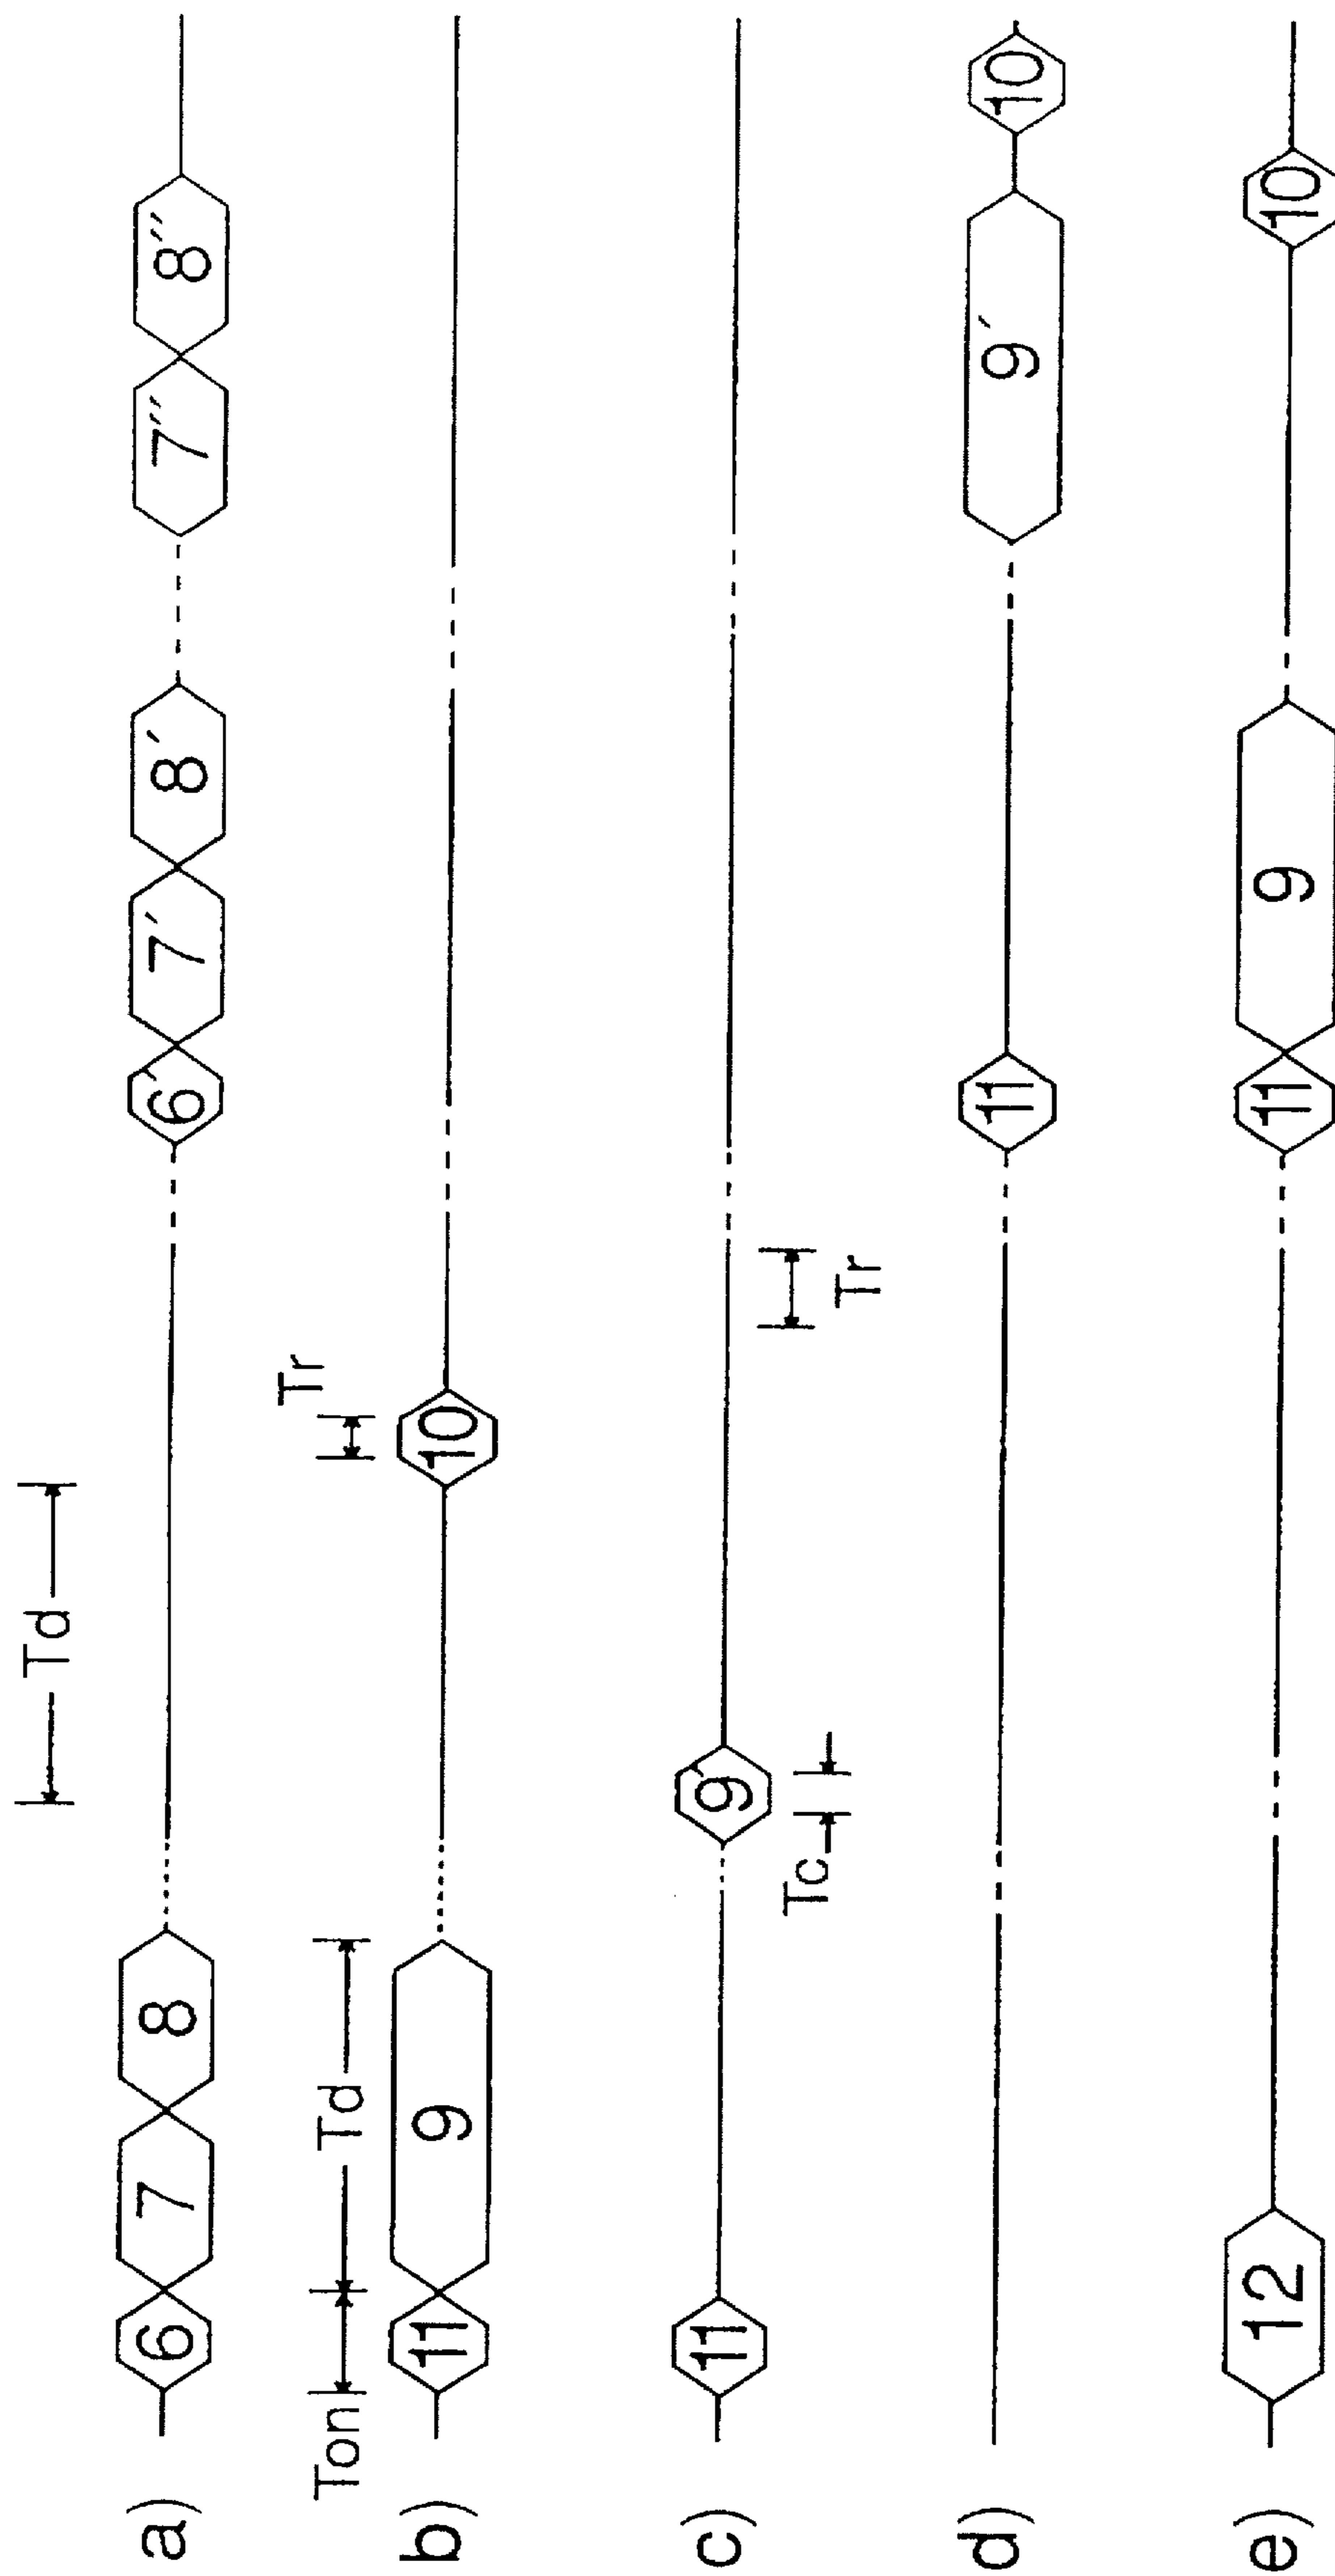 a) 6 7 8 6' 7' 8' 7'' 8''
Td
b) 11 9 10
Ton Td Tr
c) 11 9'
Tc Tr
d) 11 9' 10
e) 12 11 9 10